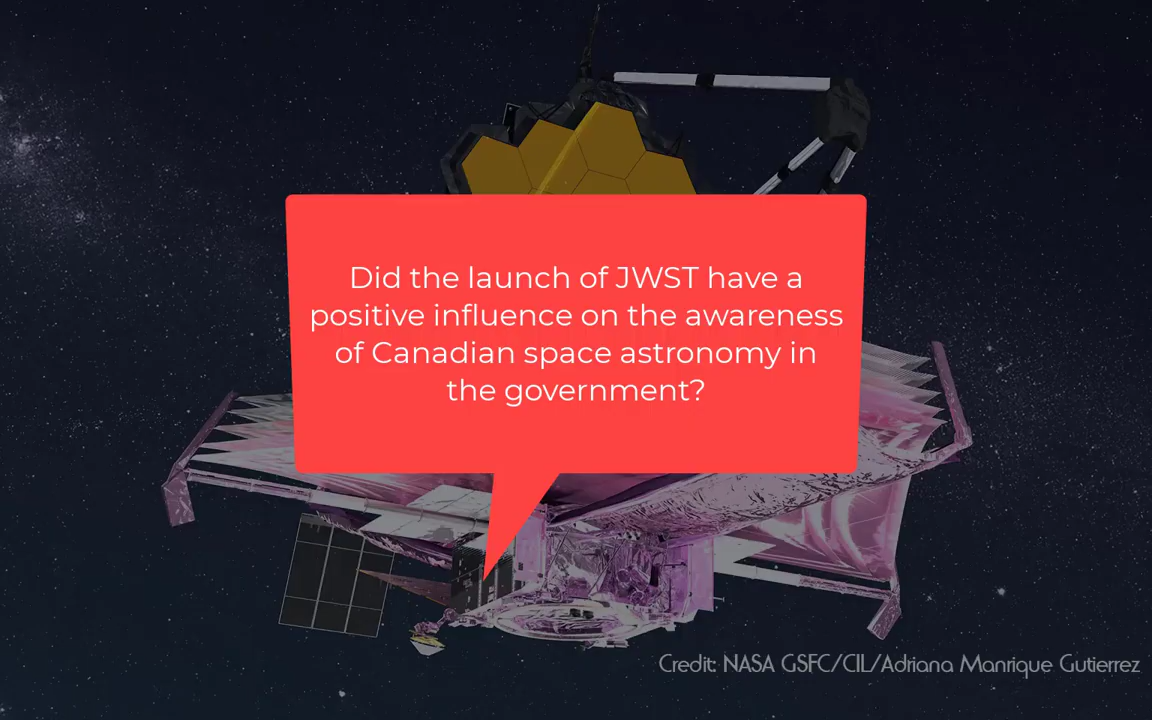 Did the launch of JWST have a
positive influence on the awareness
of Canadian space astronomy in
the government?
Credit: NASA GSFC/CIL/Adriana Manrique Gutierrez